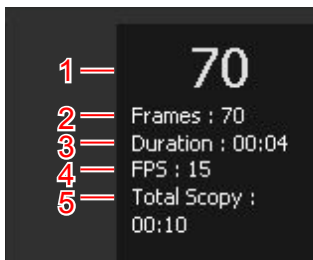 1 70
2 Frames : 70
3 Duration : 00:04
4 FPS : 15
5 Total Scopy :
00:10